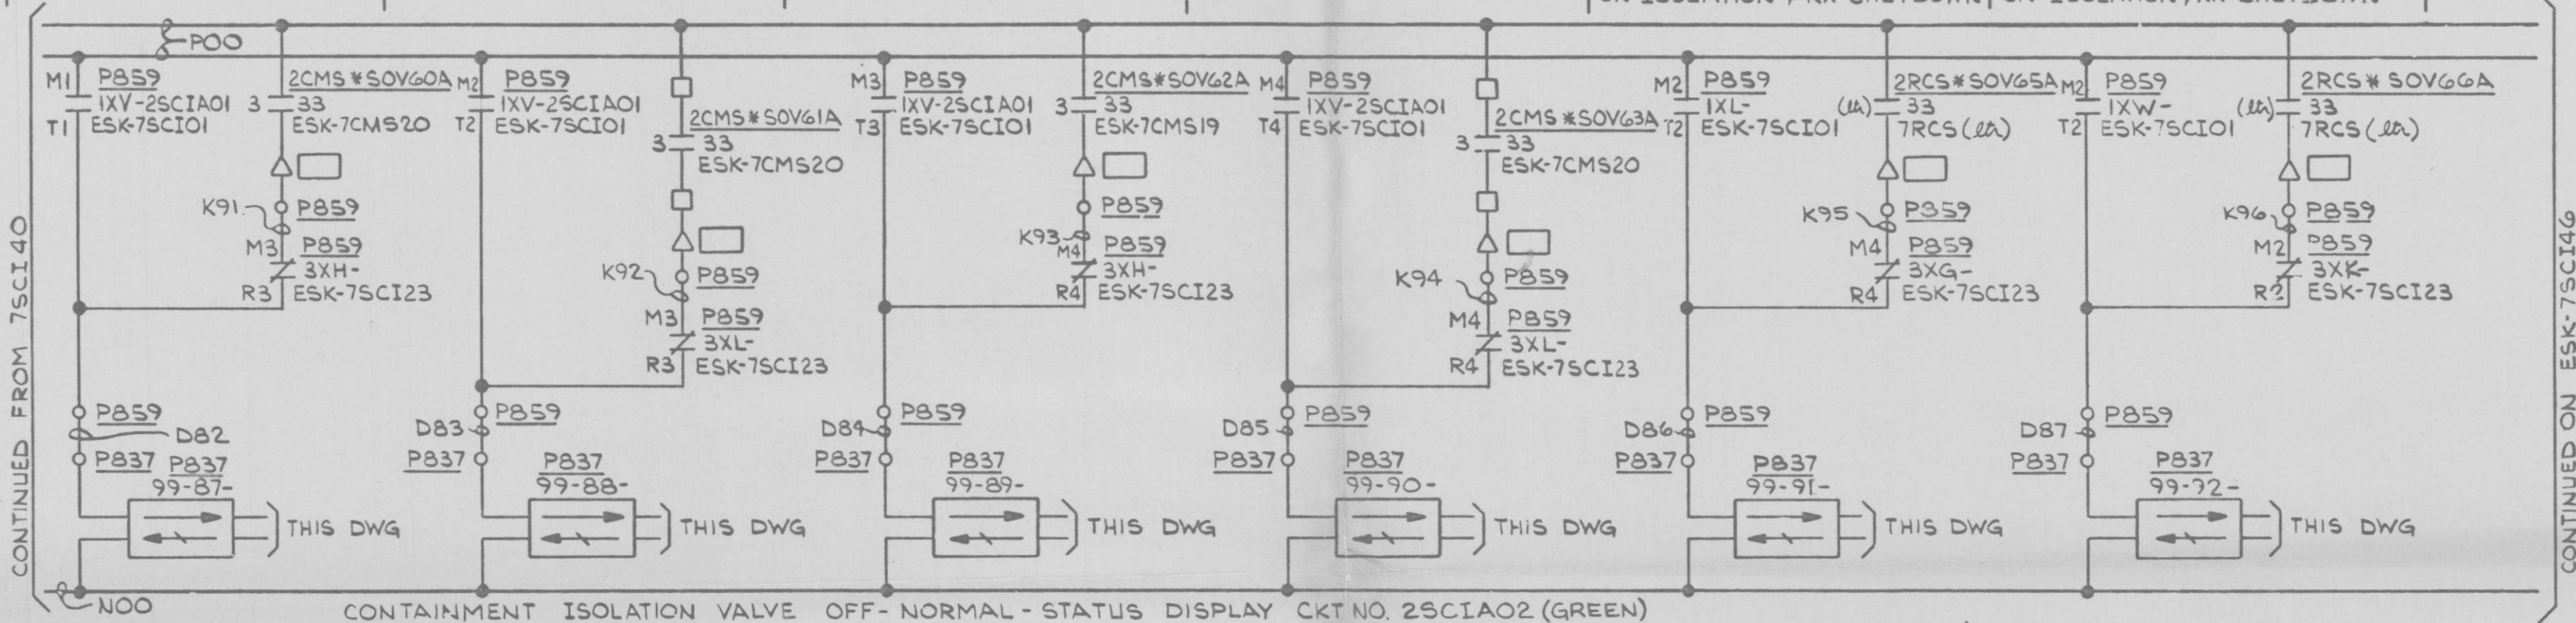 P00
M1 P859
1XV-2SCIA01
T1 ESK-7SCI01
2CMS*SOV60A
3 33
ESK-7CMS20
K91 P859
M3 P859
3XH-
R3 ESK-7SCI23
P859
D82
P837
P837
99-87-
THIS DWG
M2 P859
1XV-2SCIA01
T2 ESK-7SCI01
2CMS*SOV61A
3 33
ESK-7CMS20
K92 P859
M3 P859
3XL-
R3 ESK-7SCI23
P859
D83
P837
P837
99-88-
THIS DWG
M3 P859
1XV-2SCIA01
T3 ESK-7SCI01
2CMS*SOV62A
3 33
ESK-7CMS19
P859
K93
M4 P859
3XH-
R4 ESK-7SCI23
P859
D84
P837
P837
99-89-
THIS DWG
M4 P859
1XV-2SCIA01
T4 ESK-7SCI01
2CMS*SOV63A
3 33
ESK-7CMS20
K94 P859
M4 P859
3XL-
R4 ESK-7SCI23
P859
D85
P837
P837
99-90-
THIS DWG
M2 P859
1XL-
T2 ESK-7SCI01
2RCS*SOV65A
(ltr) 33
7RCS(ltr)
K95 P859
M4 P859
3XG-
R4 ESK-7SCI23
P859
D86
P837
P837
99-91-
THIS DWG
M2 P859
1XW-
T2 ESK-7SCI01
2RCS*SOV66A
(ltr) 33
7RCS(ltr)
K96 P859
M2 P859
3XK-
ESK-7SCI23
P859
D87
P837
P837
99-92-
THIS DWG
N00
CONTAINMENT ISOLATION VALVE OFF-NORMAL-STATUS DISPLAY CKT NO. 2SCIA02 (GREEN)
CONTINUED FROM 7SCI40
CONTINUED ON ESK-7SCI46